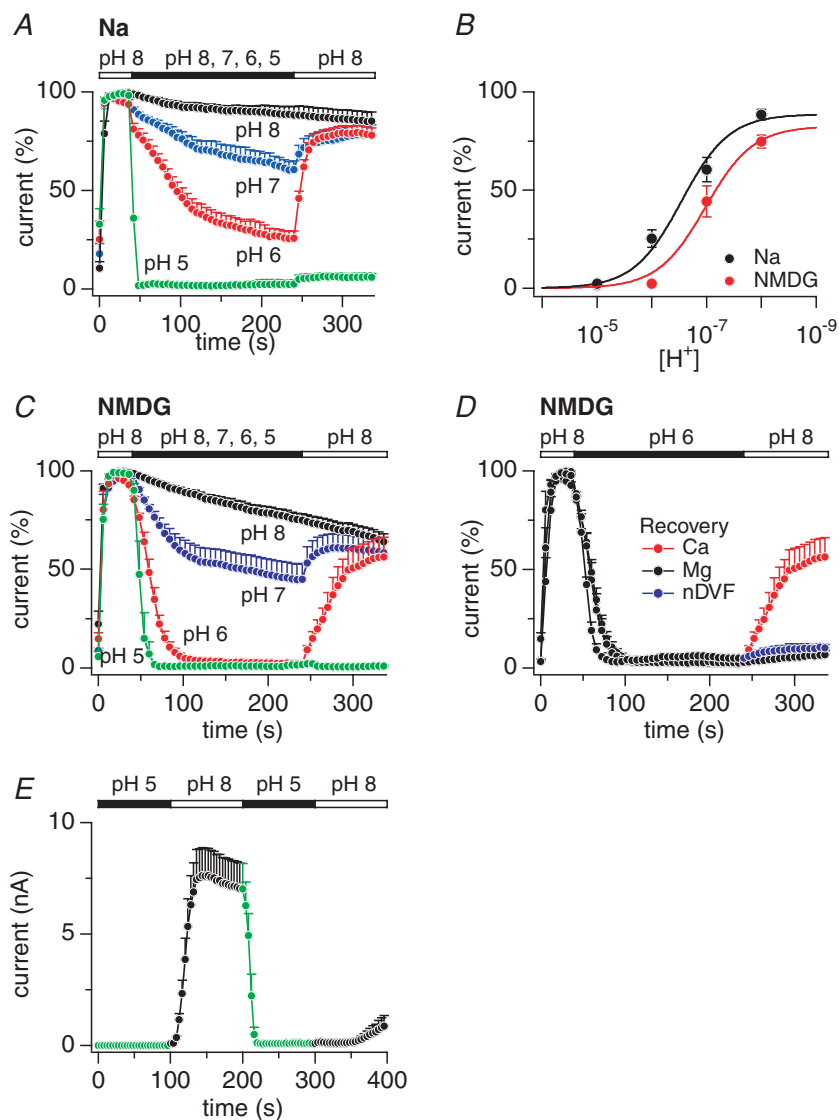 A Na
pH 8 pH 8, 7, 6, 5 pH 8
100
50
0
current (%)
pH 8
pH 7
pH 6
pH 5
0 100 200 300
time (s)
B
100
50
0
current (%)
Na
NMDG
10-5 10-7 10-9
[H+]
C NMDG
pH 8 pH 8, 7, 6, 5 pH 8
100
50
0
current (%)
pH 8
pH 7
pH 6
pH 5
0 100 200 300
time (s)
D NMDG
pH 8 pH 6 pH 8
100
50
0
current (%)
Recovery
Ca
Mg
nDVF
0 100 200 300
time (s)
E
pH 5 pH 8 pH 5 pH 8
10
5
0
current (nA)
0 100 200 300 400
time (s)